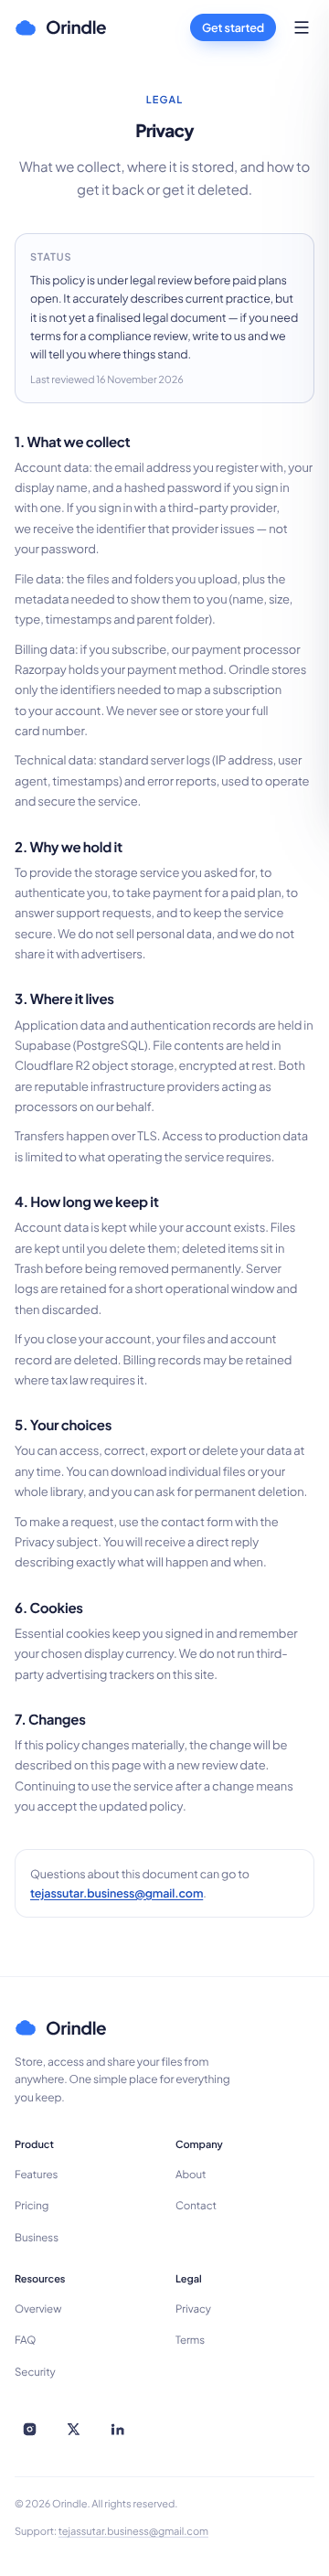 Orindle
Get started
LEGAL
Privacy
What we collect, where it is stored, and how to
get it back or get it deleted.
STATUS
This policy is under legal review before paid plans
open. It accurately describes current practice, but
it is not yet a finalised legal document — if you need
terms for a compliance review, write to us and we
will tell you where things stand.
Last reviewed 16 November 2026
1. What we collect
Account data: the email address you register with, your
display name, and a hashed password if you sign in
with one. If you sign in with a third-party provider,
we receive the identifier that provider issues — not
your password.
File data: the files and folders you upload, plus the
metadata needed to show them to you (name, size,
type, timestamps and parent folder).
Billing data: if you subscribe, our payment processor
Razorpay holds your payment method. Orindle stores
only the identifiers needed to map a subscription
to your account. We never see or store your full
card number.
Technical data: standard server logs (IP address, user
agent, timestamps) and error reports, used to operate
and secure the service.
2. Why we hold it
To provide the storage service you asked for, to
authenticate you, to take payment for a paid plan, to
answer support requests, and to keep the service
secure. We do not sell personal data, and we do not
share it with advertisers.
3. Where it lives
Application data and authentication records are held in
Supabase (PostgreSQL). File contents are held in
Cloudflare R2 object storage, encrypted at rest. Both
are reputable infrastructure providers acting as
processors on our behalf.
Transfers happen over TLS. Access to production data
is limited to what operating the service requires.
4. How long we keep it
Account data is kept while your account exists. Files
are kept until you delete them; deleted items sit in
Trash before being removed permanently. Server
logs are retained for a short operational window and
then discarded.
If you close your account, your files and account
record are deleted. Billing records may be retained
where tax law requires it.
5. Your choices
You can access, correct, export or delete your data at
any time. You can download individual files or your
whole library, and you can ask for permanent deletion.
To make a request, use the contact form with the
Privacy subject. You will receive a direct reply
describing exactly what will happen and when.
6. Cookies
Essential cookies keep you signed in and remember
your chosen display currency. We do not run third-
party advertising trackers on this site.
7. Changes
If this policy changes materially, the change will be
described on this page with a new review date.
Continuing to use the service after a change means
you accept the updated policy.
Questions about this document can go to
tejassutar.business@gmail.com.
Orindle
Store, access and share your files from
anywhere. One simple place for everything
you keep.
Product
Features
Pricing
Business
Company
About
Contact
Resources
Overview
FAQ
Security
Legal
Privacy
Terms
© 2026 Orindle. All rights reserved.
Support: tejassutar.business@gmail.com